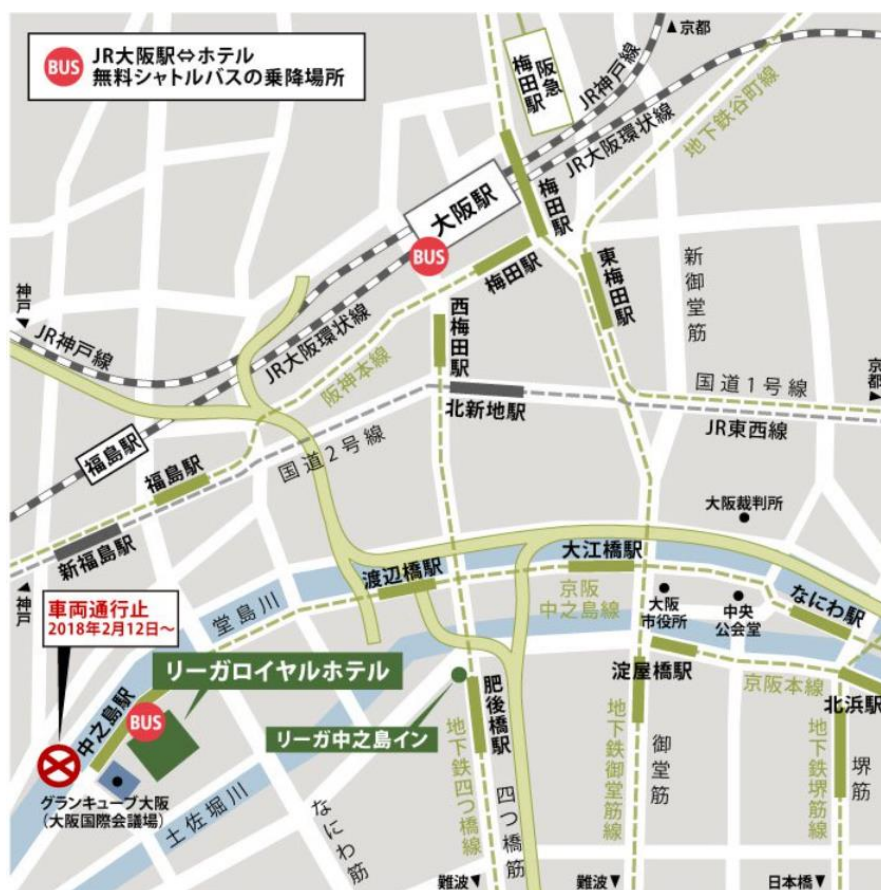 BUS
JR大阪駅⇔ホテル
無料シャトルバスの乗降場所
▲京都
阪急
梅田駅
JR神戸線
JR大阪環状線
地下鉄谷町線
大阪駅
BUS
梅田駅
梅田駅
東梅田駅
新御堂筋
西梅田駅
神戸
JR神戸線
JR大阪環状線
阪神本線
国道1号線
京都
JR東西線
北新地駅
国道2号線
福島駅
福島駅
新福島駅
神戸
大阪裁判所
渡辺橋駅
大江橋駅
京阪
中之島線
なにわ駅
大阪
市役所
中央
公会堂
車両通行止
2018年2月12日～
堂島川
リーガロイヤルホテル
中之島駅
BUS
リーガ中之島イン
肥後橋駅
淀屋橋駅
京阪本線
北浜駅
グランキューブ大阪
(大阪国際会議場)
土佐堀川
なにわ筋
地下鉄四つ橋線
四つ橋筋
地下鉄御堂筋線
御堂筋
地下鉄堺筋線
堺筋
難波▼
難波▼
日本橋▼